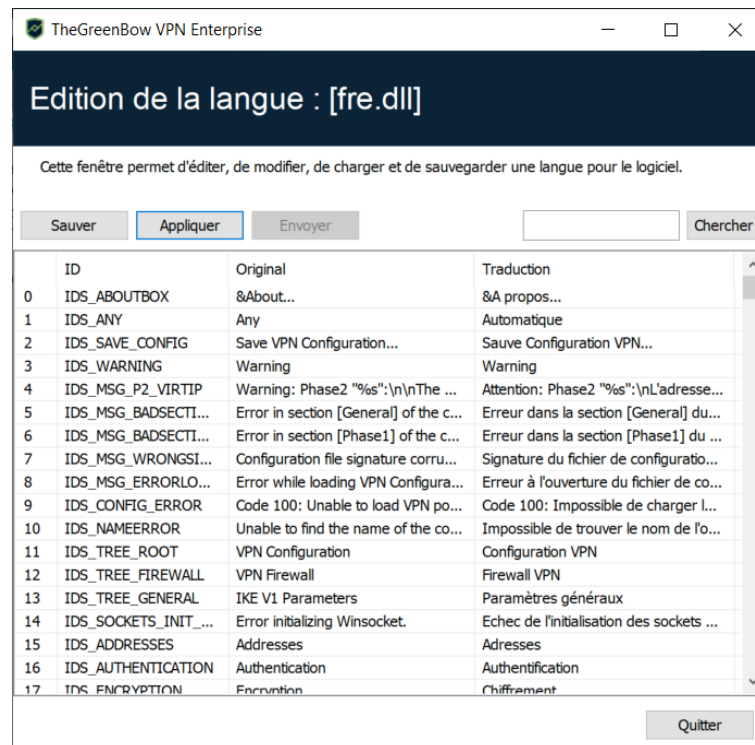 TheGreenBow VPN Enterprise
Edition de la langue : [fre.dll]
Cette fenêtre permet d'éditer, de modifier, de charger et de sauvegarder une langue pour le logiciel.
Sauver Appliquer Envoyer Chercher
ID Original Traduction
0 IDS_ABOUTBOX &About... &A propos...
1 IDS_ANY Any Automatique
2 IDS_SAVE_CONFIG Save VPN Configuration... Sauve Configuration VPN...
3 IDS_WARNING Warning Warning
4 IDS_MSG_P2_VIRTIP Warning: Phase2 "%s":\n\nThe ... Attention: Phase2 "%s":\nL'adresse...
5 IDS_MSG_BADSECTI... Error in section [General] of the c... Erreur dans la section [General] du...
6 IDS_MSG_BADSECTI... Error in section [Phase1] of the c... Erreur dans la section [Phase1] du ...
7 IDS_MSG_WRONGSI... Configuration file signature corru... Signature du fichier de configuratio...
8 IDS_MSG_ERRORLO... Error while loading VPN Configura... Erreur à l'ouverture du fichier de co...
9 IDS_CONFIG_ERROR Code 100: Unable to load VPN po... Code 100: Impossible de charger l...
10 IDS_NAMEERROR Unable to find the name of the co... Impossible de trouver le nom de l'o...
11 IDS_TREE_ROOT VPN Configuration Configuration VPN
12 IDS_TREE_FIREWALL VPN Firewall Firewall VPN
13 IDS_TREE_GENERAL IKE V1 Parameters Paramètres généraux
14 IDS_SOCKETS_INIT_... Error initializing Winsocket. Echec de l'initialisation des sockets ...
15 IDS_ADDRESSES Addresses Adresses
16 IDS_AUTHENTICATION Authentication Authentification
17 IDS_ENCRYPTION Encryption Chiffrement
Quitter